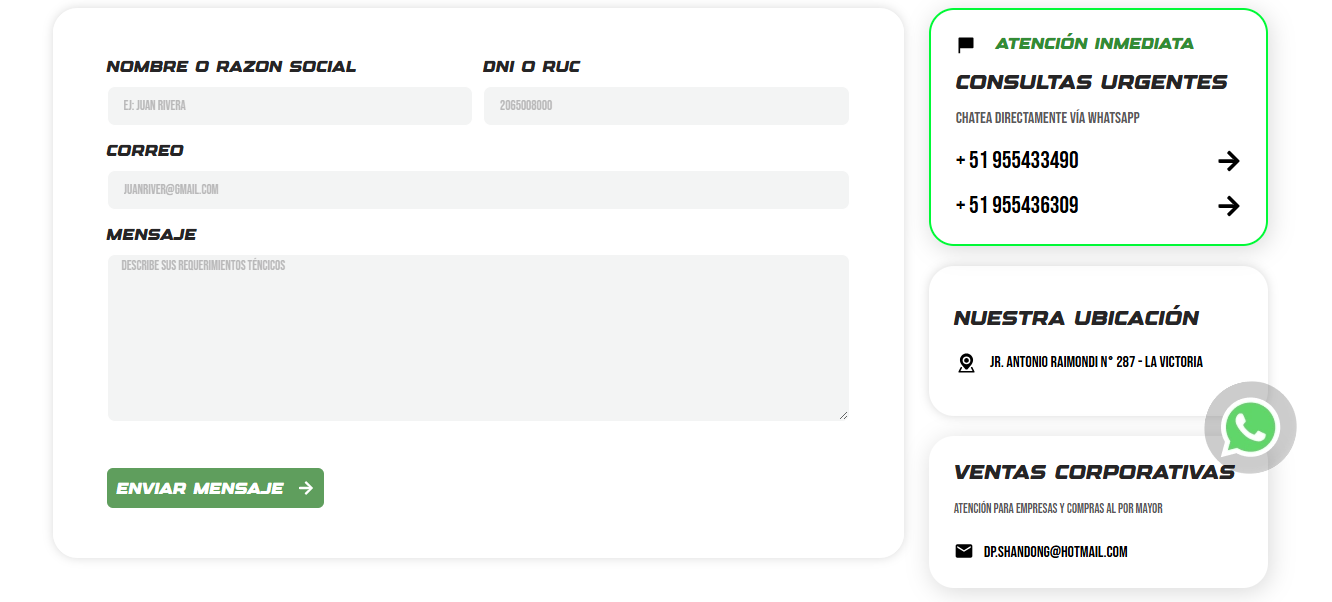 NOMBRE O RAZON SOCIAL
DNI O RUC
EJ: JUAN RIVERA
2065008000
CORREO
JUANRIVER@GMAIL.COM
MENSAJE
DESCRIBE SUS REQUERIMIENTOS TÉNCICOS
ENVIAR MENSAJE
ATENCIÓN INMEDIATA
CONSULTAS URGENTES
CHATEA DIRECTAMENTE VÍA WHATSAPP
+ 51 955433490
+ 51 955436309
NUESTRA UBICACIÓN
JR. ANTONIO RAIMONDI N° 287 - LA VICTORIA
VENTAS CORPORATIVAS
ATENCIÓN PARA EMPRESAS Y COMPRAS AL POR MAYOR
DP.SHANDONG@HOTMAIL.COM